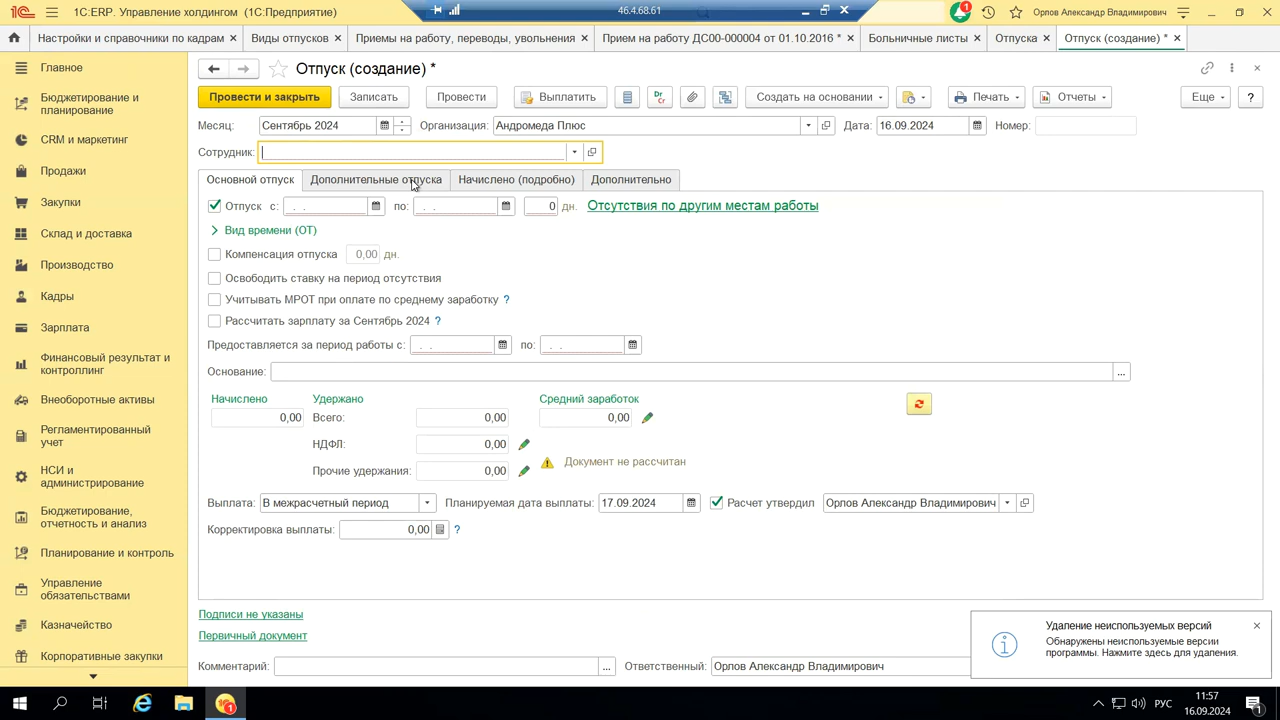 1С:ERP. Управление холдингом (1С:Предприятие)
46.4.68.61
1
Орлов Александр Владимирович
Настройки и справочники по кадрам
Виды отпусков
Приемы на работу, переводы, увольнения
Прием на работу ДС00-000004 от 01.10.2016 *
Больничные листы
Отпуска
Отпуск (создание) *
Главное
Бюджетирование и
планирование
CRM и маркетинг
Продажи
Закупки
Склад и доставка
Производство
Кадры
Зарплата
Финансовый результат и
контроллинг
Внеоборотные активы
Регламентированный
учет
НСИ и
администрирование
Бюджетирование,
отчетность и анализ
Планирование и контроль
Управление
обязательствами
Казначейство
Корпоративные закупки
Отпуск (создание) *
Провести и закрыть
Записать
Провести
Выплатить
Дт
Кт
Создать на основании
Печать
Отчеты
Еще
?
Месяц: Сентябрь 2024
Организация: Андромеда Плюс
Дата: 16.09.2024
Номер:
Сотрудник:
Основной отпуск
Дополнительные отпуска
Начислено (подробно)
Дополнительно
Отпуск с: . . по: . . 0 дн. Отсутствия по другим местам работы
Вид времени (ОТ)
Компенсация отпуска 0,00 дн.
Освободить ставку на период отсутствия
Учитывать МРОТ при оплате по среднему заработку ?
Рассчитать зарплату за Сентябрь 2024 ?
Предоставляется за период работы с: . . по: . .
Основание: ...
Начислено Удержано Средний заработок
0,00 Всего: 0,00 0,00
НДФЛ: 0,00
Прочие удержания: 0,00
Документ не рассчитан
Выплата: В межрасчетный период Планируемая дата выплаты: 17.09.2024 Расчет утвердил Орлов Александр Владимирович
Корректировка выплаты: 0,00 ?
Подписи не указаны
Первичный документ
Комментарий: ... Ответственный: Орлов Александр Владимирович
Удаление неиспользуемых версий
Обнаружены неиспользуемые версии
программы. Нажмите здесь для удаления.
РУС
11:57
16.09.2024
1